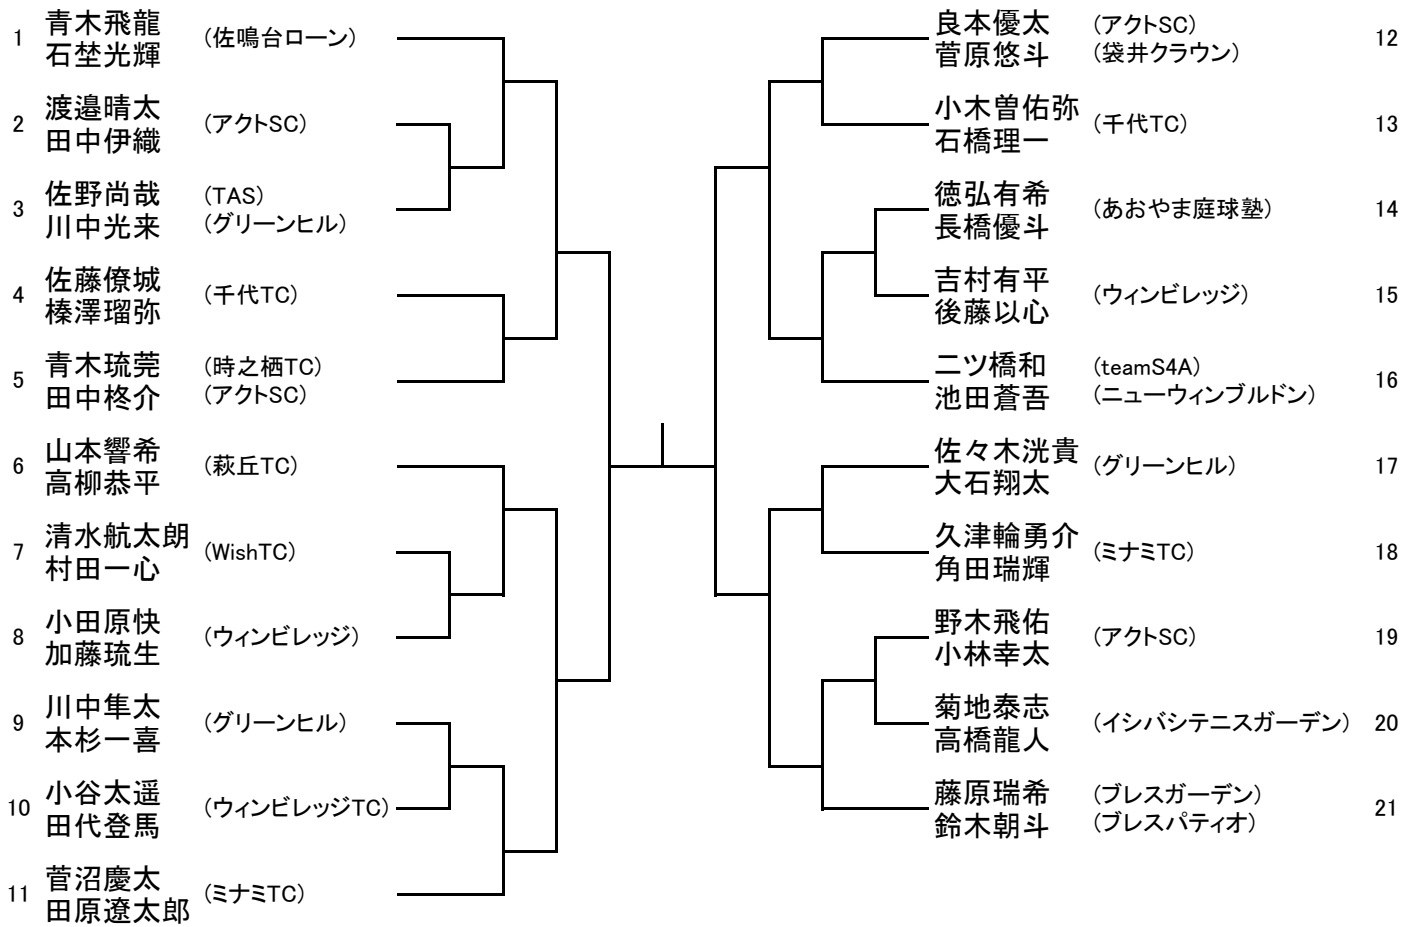 1 青木飛龍 (佐鳴台ローン)
石埜光輝
2 渡邉晴太 (アクトSC)
田中伊織
3 佐野尚哉 (TAS)
川中光来 (グリーンヒル)
4 佐藤僚城 (千代TC)
榛澤瑠弥
5 青木琉莞 (時之栖TC)
田中柊介 (アクトSC)
6 山本響希 (萩丘TC)
高柳恭平
7 清水航太朗 (WishTC)
村田一心
8 小田原快 (ウィンビレッジ)
加藤琉生
9 川中隼太 (グリーンヒル)
本杉一喜
10 小谷太遥 (ウィンビレッジTC)
田代登馬
11 菅沼慶太 (ミナミTC)
田原遼太郎
良本優太 (アクトSC) 12
菅原悠斗 (袋井クラウン)
小木曽佑弥 (千代TC) 13
石橋理一
徳弘有希 (あおやま庭球塾) 14
長橋優斗
吉村有平 (ウィンビレッジ) 15
後藤以心
二ツ橋和 (teamS4A) 16
池田蒼吾 (ニューウィンブルドン)
佐々木洸貴 (グリーンヒル) 17
大石翔太
久津輪勇介 (ミナミTC) 18
角田瑞輝
野木飛佑 (アクトSC) 19
小林幸太
菊地泰志 (イシバシテニスガーデン) 20
高橋龍人
藤原瑞希 (ブレスガーデン) 21
鈴木朝斗 (ブレスパティオ)